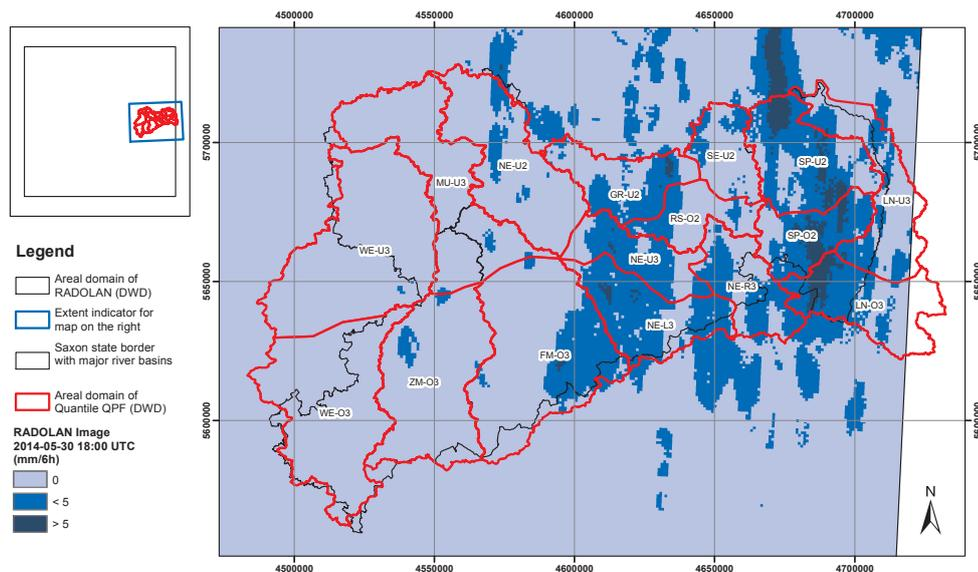 4500000 4550000 4600000 4650000 4700000
5700000 5700000
SE-U2 SP-U2
NE-U2
MU-U3
GR-U2 LN-U3
RS-O2
SP-O2
WE-U3
NE-U3
5650000
NE-R3
LN-O3
NE-L3
FM-O3
ZM-O3
WE-O3
5600000
N
4500000 4550000 4600000 4650000 4700000
Legend
Areal domain of
RADOLAN (DWD)
Extent indicator for
map on the right
Saxon state border
with major river basins
Areal domain of
Quantile QPF (DWD)
RADOLAN Image
2014-05-30 18:00 UTC
(mm/6h)
0
< 5
> 5